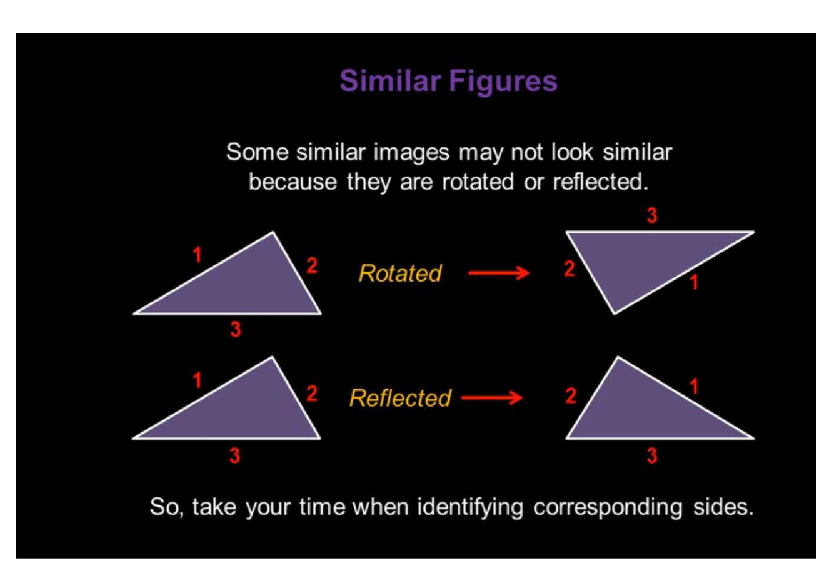 Similar Figures
Some similar images may not look similar
because they are rotated or reflected.
3
1
2
Rotated
2
1
3
1
2
Reflected
2
1
3
3
So, take your time when identifying corresponding sides.